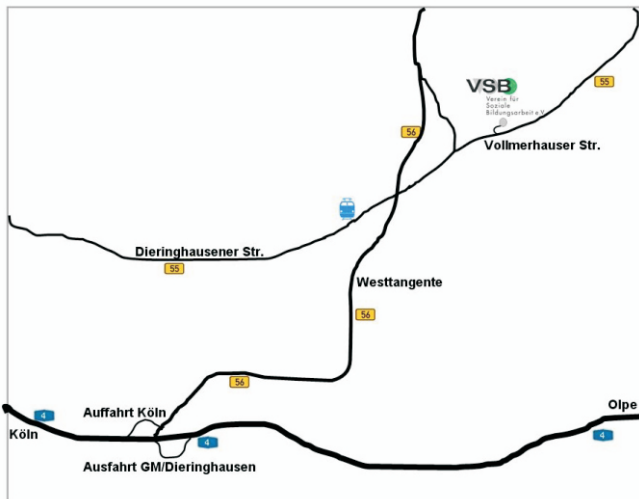 55
VSB
Verein für
Soziale
Bildungsarbeit e.V.
56
Vollmerhauser Str.
Dieringhausener Str.
55
Westtangente
56
56
Auffahrt Köln
Olpe
4
Köln
4
4
Ausfahrt GM/Dieringhausen